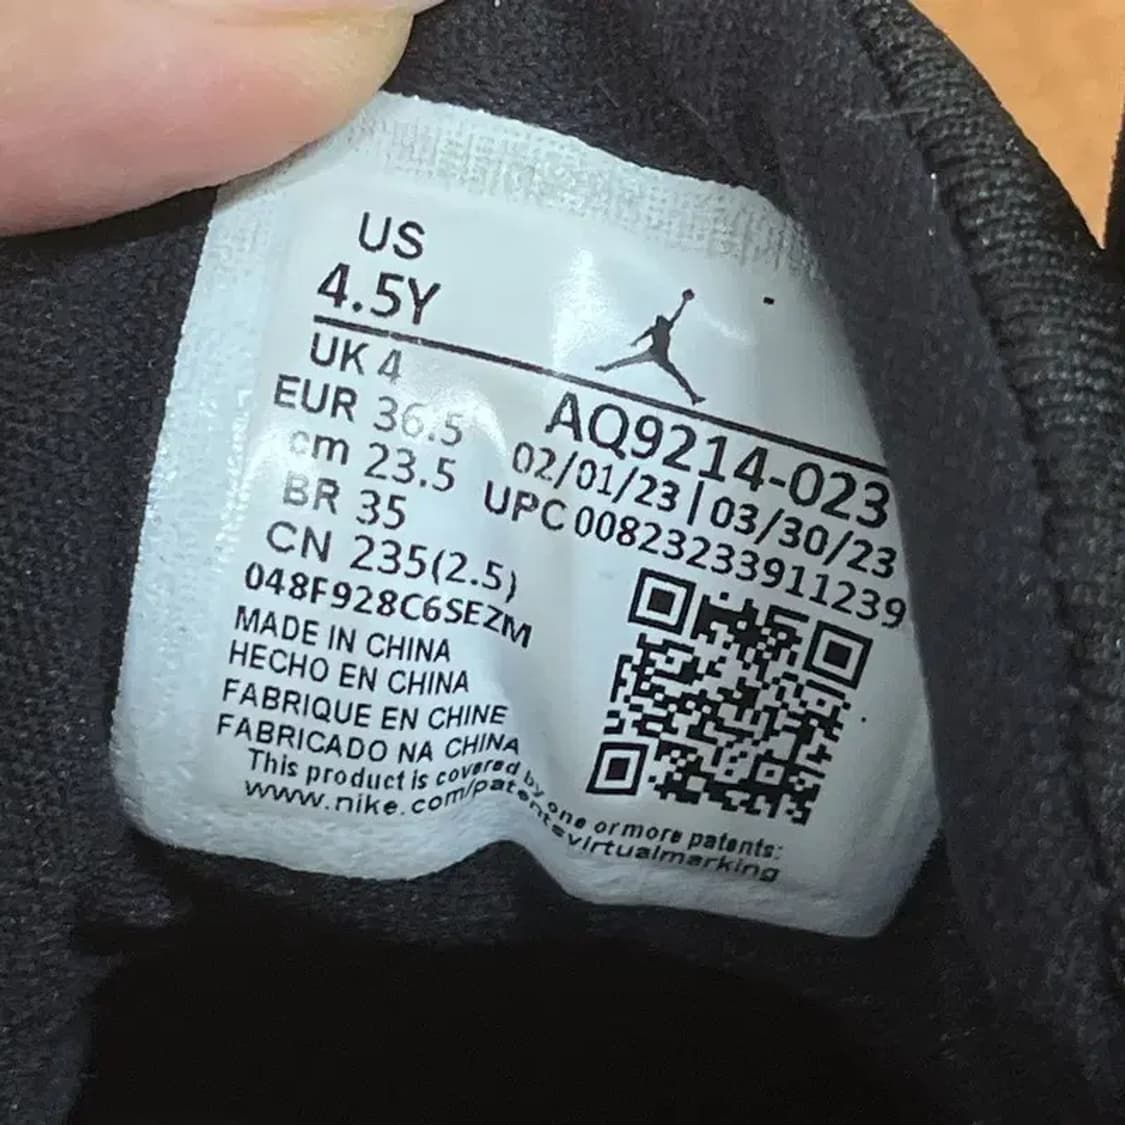 US
4.5Y
UK 4
EUR 36.5
cm 23.5
BR 35
CN 235(2.5)
048F928C6SEZM
AQ9214-023
02/01/23 | 03/30/23
UPC 00823233911239
MADE IN CHINA
HECHO EN CHINA
FABRIQUE EN CHINE
FABRICADO NA CHINA
This product is covered by one or more patents:
www.nike.com/patentsvirtualmarking